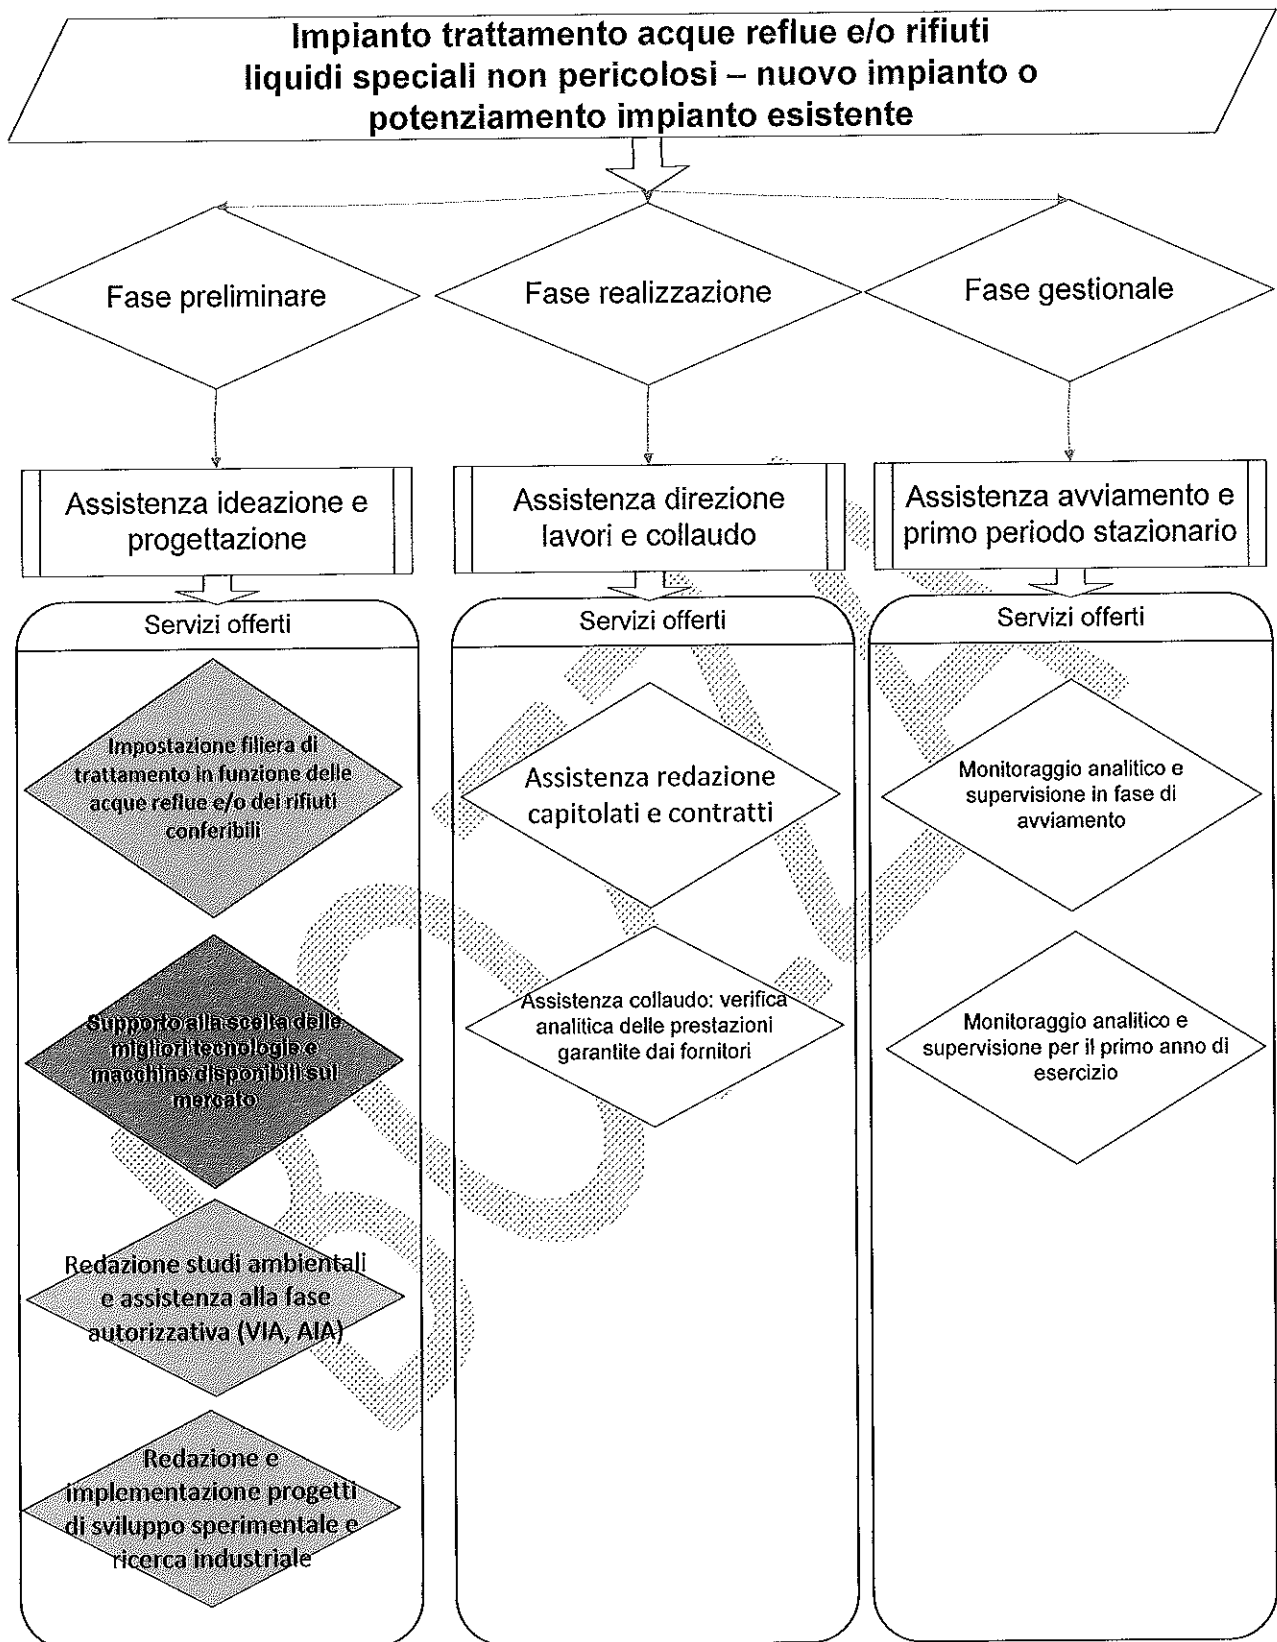 Impianto trattamento acque reflue e/o rifiuti
liquidi speciali non pericolosi – nuovo impianto o
potenziamento impianto esistente
Fase preliminare
Fase realizzazione
Fase gestionale
Assistenza ideazione e
progettazione
Assistenza direzione
lavori e collaudo
Assistenza avviamento e
primo periodo stazionario
Servizi offerti
Impostazione filiera di
trattamento in funzione delle
acque reflue e/o dei rifiuti
conferibili
Supporto alla scelta delle
migliori tecnologie e
macchine disponibili sul
mercato
Redazione studi ambientali
e assistenza alla fase
autorizzativa (VIA, AIA)
Redazione e
implementazione progetti
di sviluppo sperimentale e
ricerca industriale
Servizi offerti
Assistenza redazione
capitolati e contratti
Assistenza collaudo: verifica
analitica delle prestazioni
garantite dai fornitori
Servizi offerti
Monitoraggio analitico e
supervisione in fase di
avviamento
Monitoraggio analitico e
supervisione per il primo anno di
esercizio